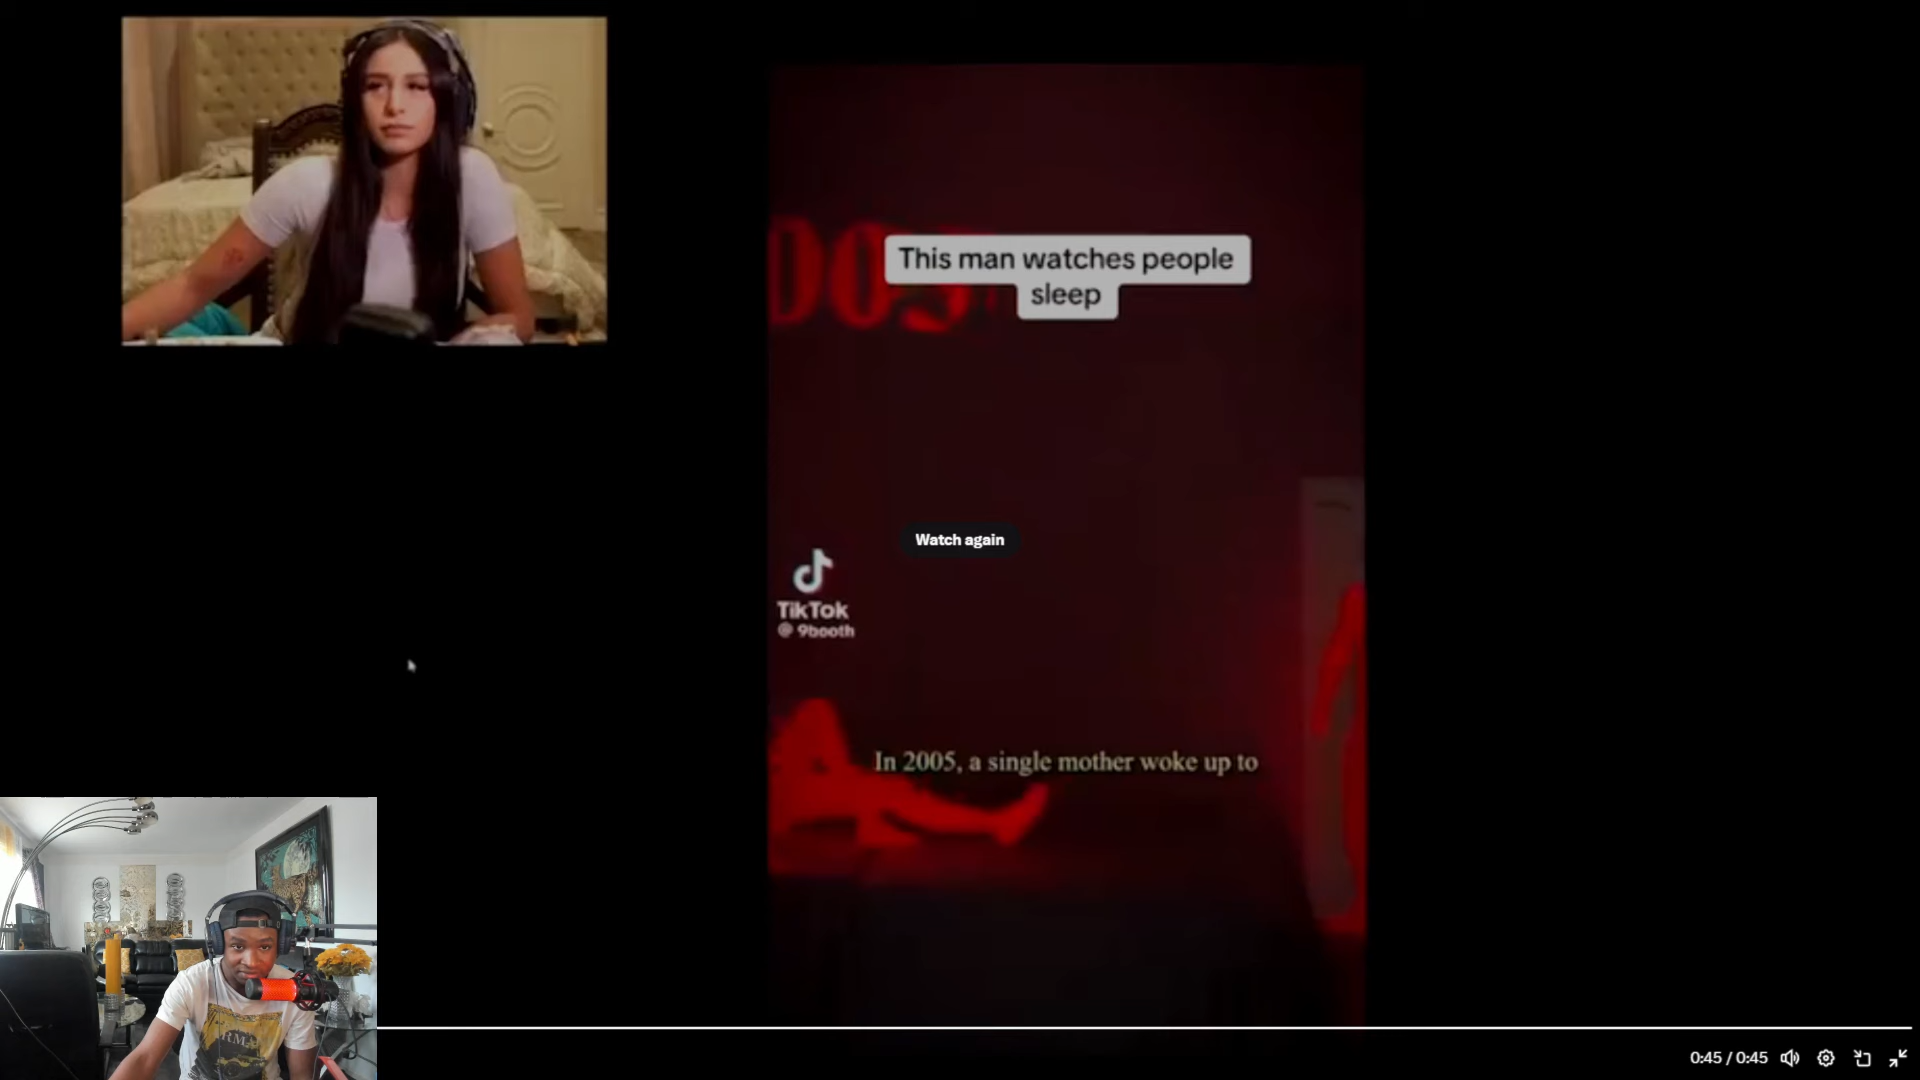 This man watches people
sleep
Watch again
TikTok
@ 9booth
In 2005, a single mother woke up to
0:45 / 0:45